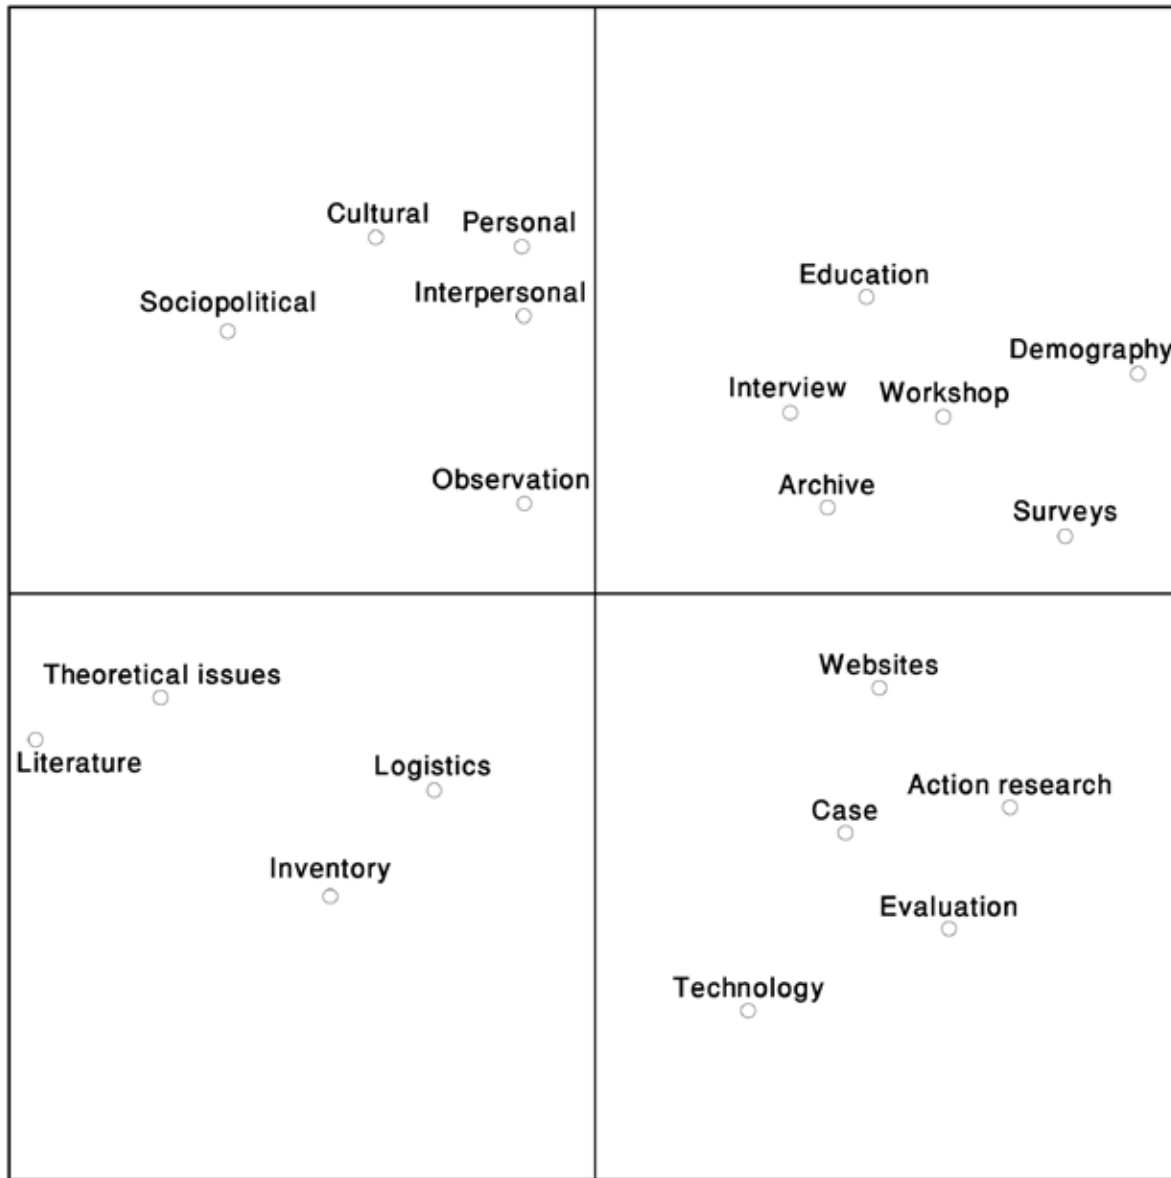 Cultural
Personal
Sociopolitical
Interpersonal
Observation
Education
Demography
Interview
Workshop
Archive
Surveys
Theoretical issues
Literature
Logistics
Inventory
Websites
Action research
Case
Evaluation
Technology